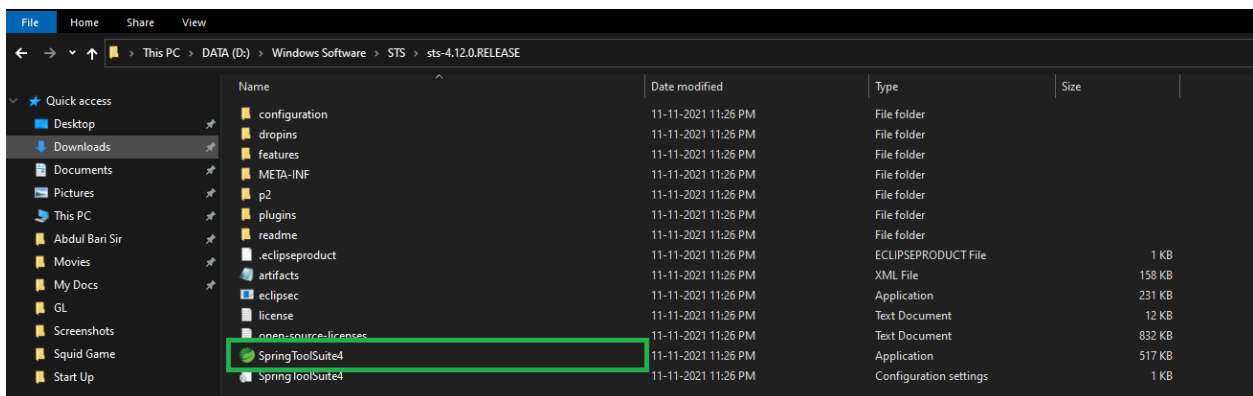 File Home Share View
This PC > DATA (D:) > Windows Software > STS > sts-4.12.0.RELEASE
Name Date modified Type Size
Quick access
Desktop
Downloads
Documents
Pictures
This PC
Abdul Bari Sir
Movies
My Docs
GL
Screenshots
Squid Game
Start Up
configuration 11-11-2021 11:26 PM File folder
dropins 11-11-2021 11:26 PM File folder
features 11-11-2021 11:26 PM File folder
META-INF 11-11-2021 11:26 PM File folder
p2 11-11-2021 11:26 PM File folder
plugins 11-11-2021 11:26 PM File folder
readme 11-11-2021 11:26 PM File folder
.eclipseproduct 11-11-2021 11:26 PM ECLIPSEPRODUCT File 1 KB
artifacts 11-11-2021 11:26 PM XML File 158 KB
eclipsec 11-11-2021 11:26 PM Application 231 KB
license 11-11-2021 11:26 PM Text Document 12 KB
open-source-licenses 11-11-2021 11:26 PM Text Document 832 KB
SpringToolSuite4 11-11-2021 11:26 PM Application 517 KB
SpringToolSuite4 11-11-2021 11:26 PM Configuration settings 1 KB